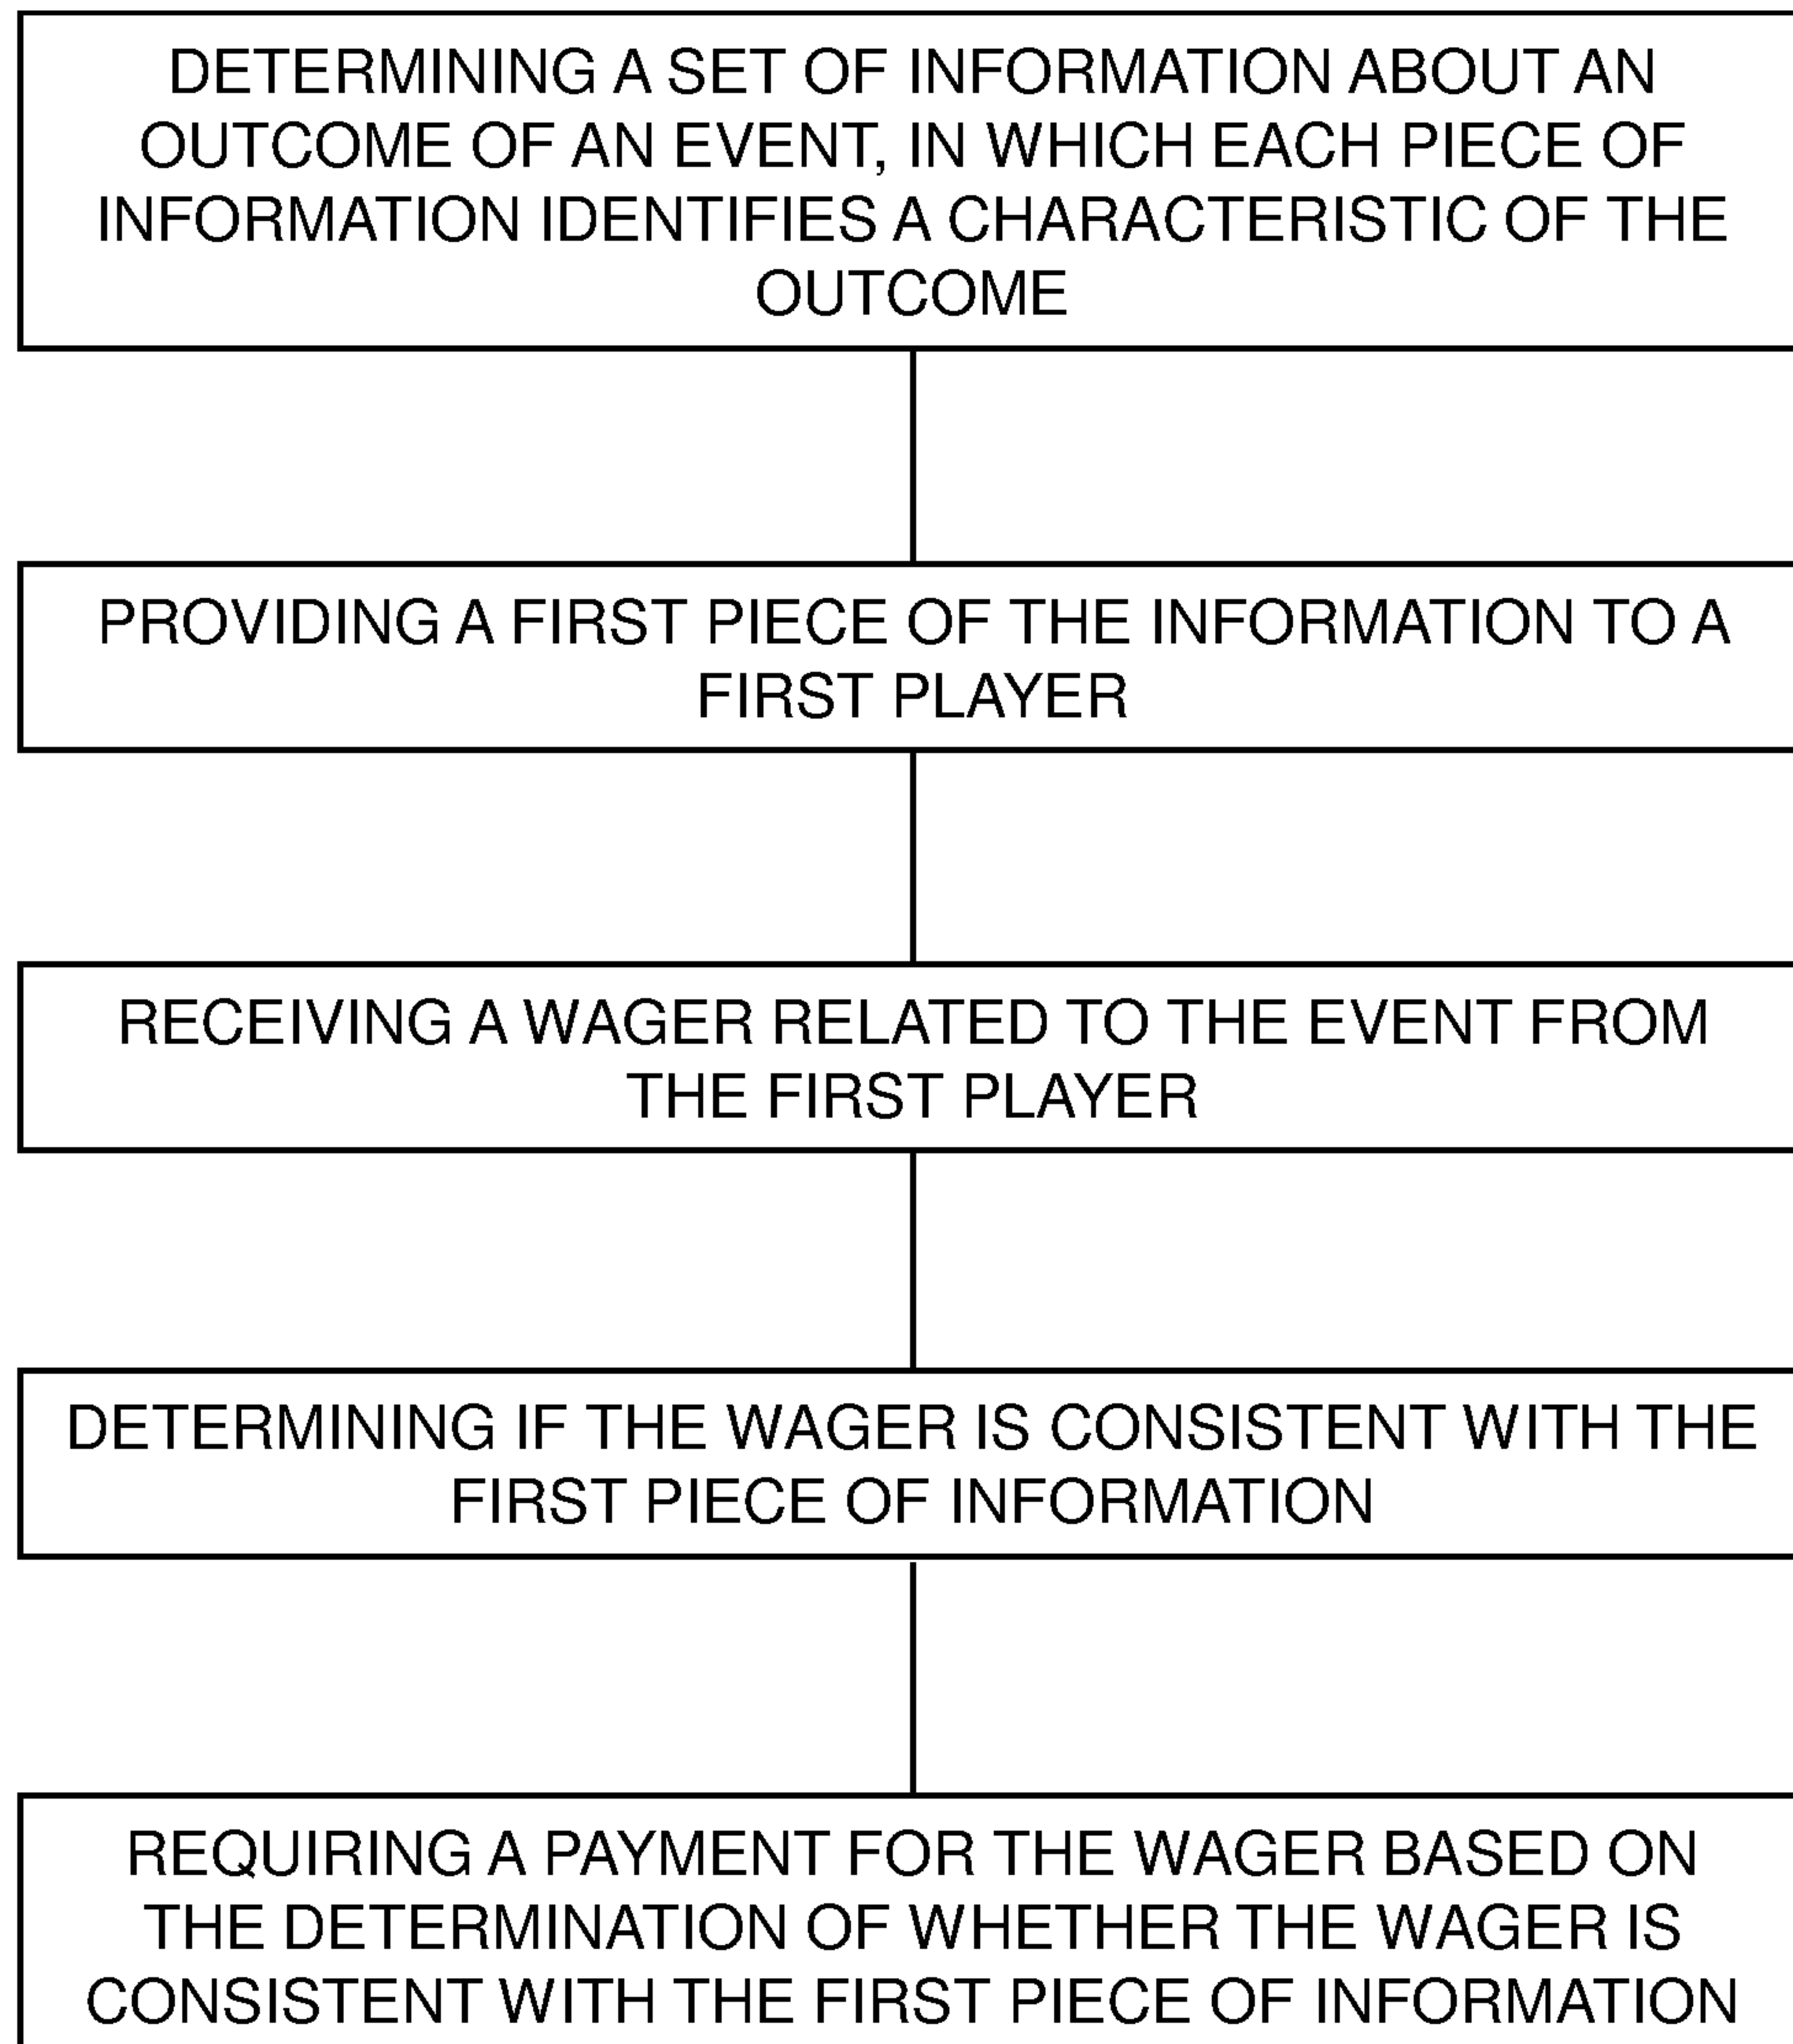 DETERMINING A SET OF INFORMATION ABOUT AN
OUTCOME OF AN EVENT, IN WHICH EACH PIECE OF
INFORMATION IDENTIFIES A CHARACTERISTIC OF THE
OUTCOME
PROVIDING A FIRST PIECE OF THE INFORMATION TO A
FIRST PLAYER
RECEIVING A WAGER RELATED TO THE EVENT FROM
THE FIRST PLAYER
DETERMINING IF THE WAGER IS CONSISTENT WITH THE
FIRST PIECE OF INFORMATION
REQUIRING A PAYMENT FOR THE WAGER BASED ON
THE DETERMINATION OF WHETHER THE WAGER IS
CONSISTENT WITH THE FIRST PIECE OF INFORMATION